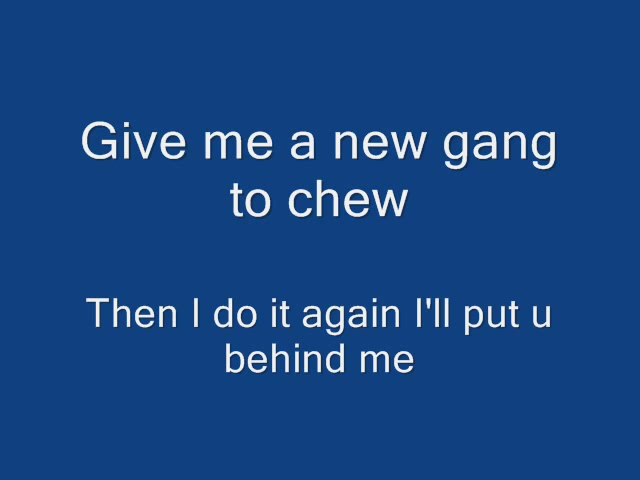 Give me a new gang
to chew
Then I do it again I'll put u
behind me